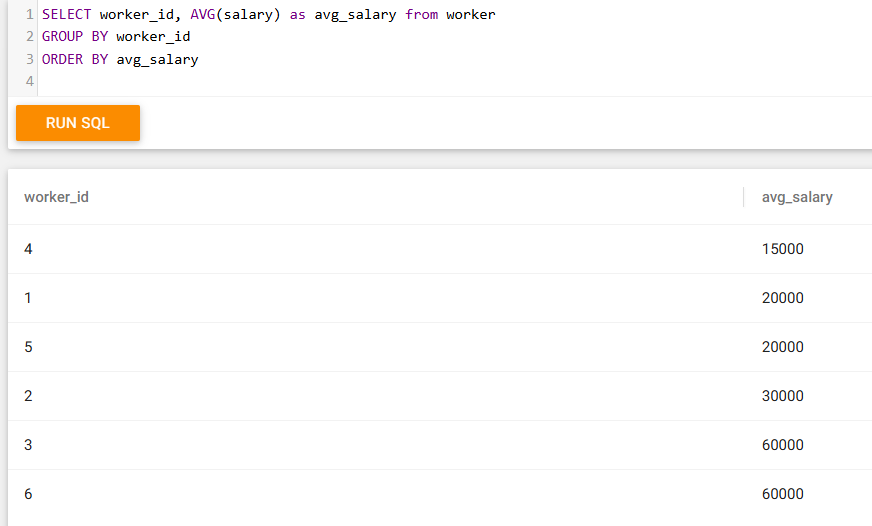 1 SELECT worker_id, AVG(salary) as avg_salary from worker
2 GROUP BY worker_id
3 ORDER BY avg_salary
4
RUN SQL
worker_id avg_salary
4 15000
1 20000
5 20000
2 30000
3 60000
6 60000